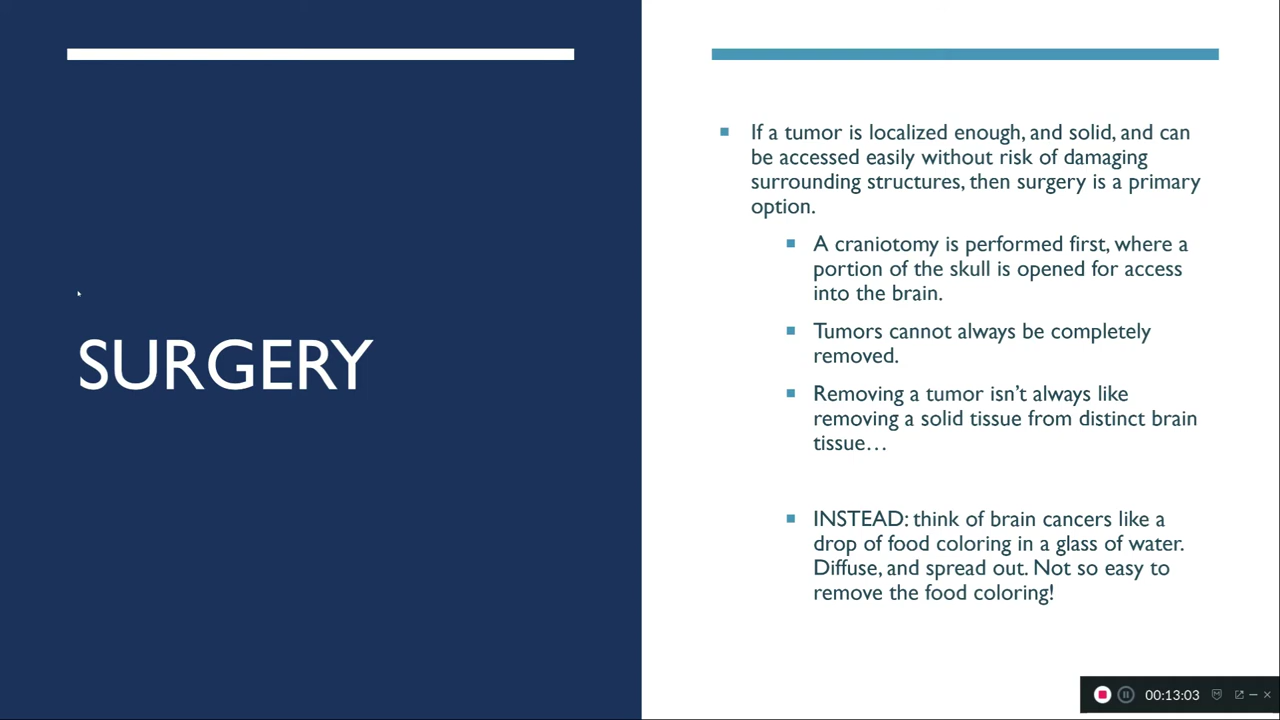 SURGERY
If a tumor is localized enough, and solid, and can
be accessed easily without risk of damaging
surrounding structures, then surgery is a primary
option.
A craniotomy is performed first, where a
portion of the skull is opened for access
into the brain.
Tumors cannot always be completely
removed.
Removing a tumor isn’t always like
removing a solid tissue from distinct brain
tissue…
INSTEAD: think of brain cancers like a
drop of food coloring in a glass of water.
Diffuse, and spread out. Not so easy to
remove the food coloring!
00:13:03